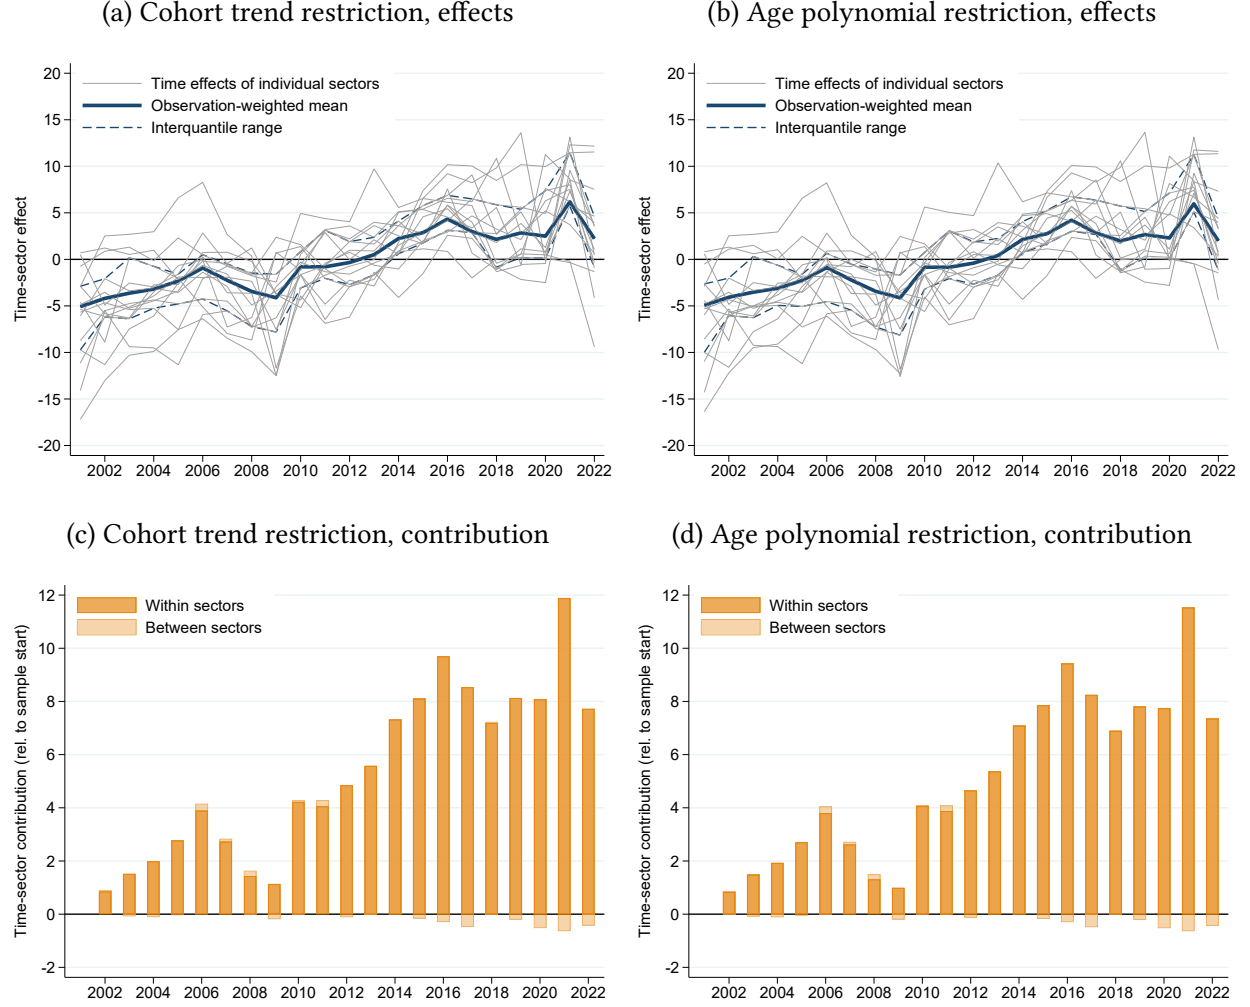 (a) Cohort trend restriction, effects
Time-sector effect
20
15
10
5
0
-5
-10
-15
-20
Time effects of individual sectors
Observation-weighted mean
Interquantile range
2002 2004 2006 2008 2010 2012 2014 2016 2018 2020 2022
(b) Age polynomial restriction, effects
Time-sector effect
20
15
10
5
0
-5
-10
-15
-20
Time effects of individual sectors
Observation-weighted mean
Interquantile range
2002 2004 2006 2008 2010 2012 2014 2016 2018 2020 2022
(c) Cohort trend restriction, contribution
Time-sector contribution (rel. to sample start)
12
10
8
6
4
2
0
-2
Within sectors
Between sectors
2002 2004 2006 2008 2010 2012 2014 2016 2018 2020 2022
(d) Age polynomial restriction, contribution
Time-sector contribution (rel. to sample start)
12
10
8
6
4
2
0
-2
Within sectors
Between sectors
2002 2004 2006 2008 2010 2012 2014 2016 2018 2020 2022